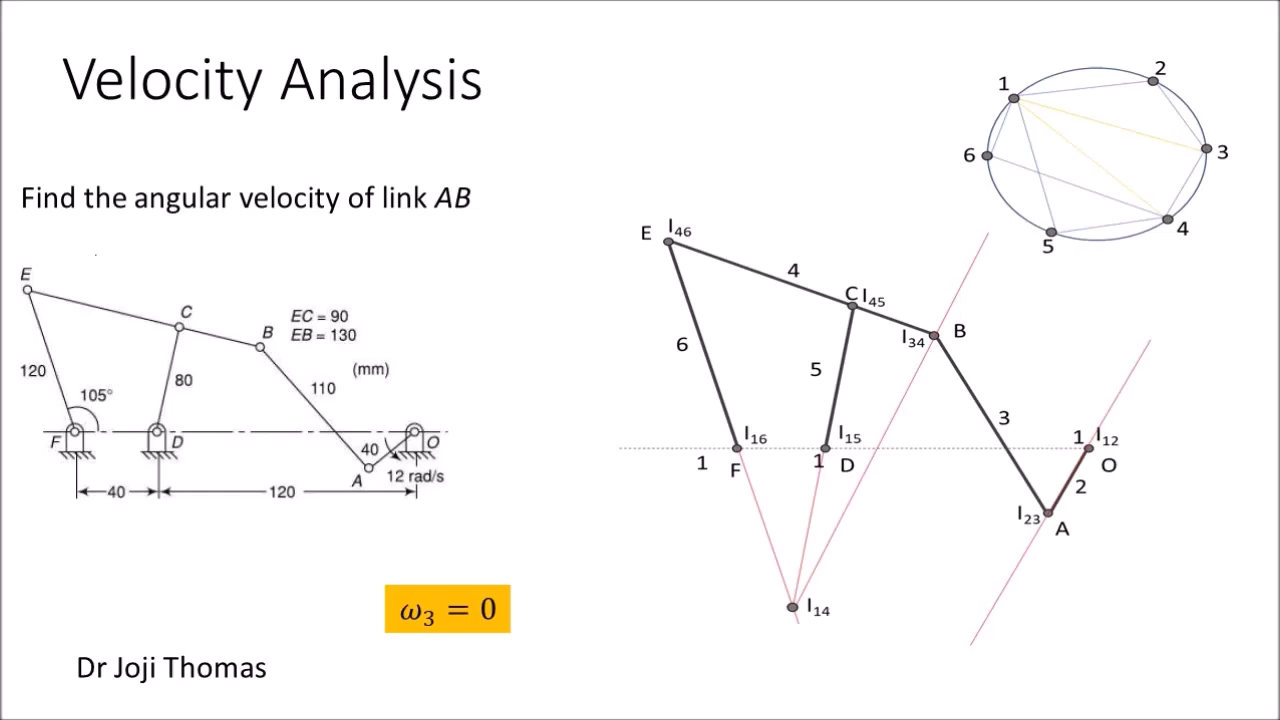 Velocity Analysis
Find the angular velocity of link AB
E
C
B
EC = 90
EB = 130
(mm)
120
105°
80
110
F
D
40
O
A
12 rad/s
40
120
ω₃ = 0
Dr Joji Thomas
1
2
3
4
5
6
E
I₄₆
4
C
I₄₅
I₃₄
B
6
5
3
I₁₆
I₁₅
1
I₁₂
1
F
1
D
O
2
I₂₃
A
I₁₄